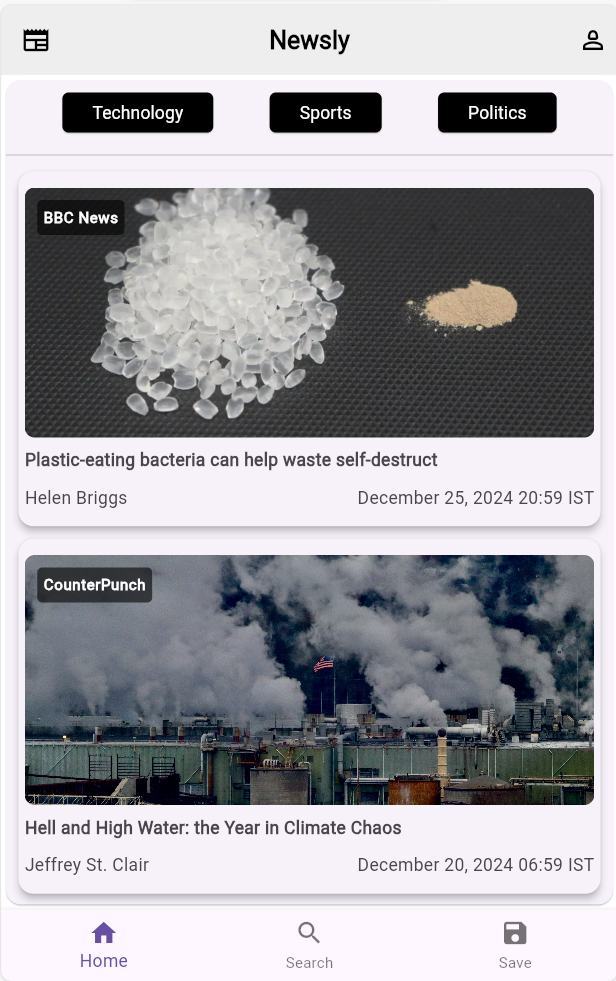 Newsly
Technology Sports Politics
BBC News
Plastic-eating bacteria can help waste self-destruct
Helen Briggs December 25, 2024 20:59 IST
CounterPunch
Hell and High Water: the Year in Climate Chaos
Jeffrey St. Clair December 20, 2024 06:59 IST
Home Search Save